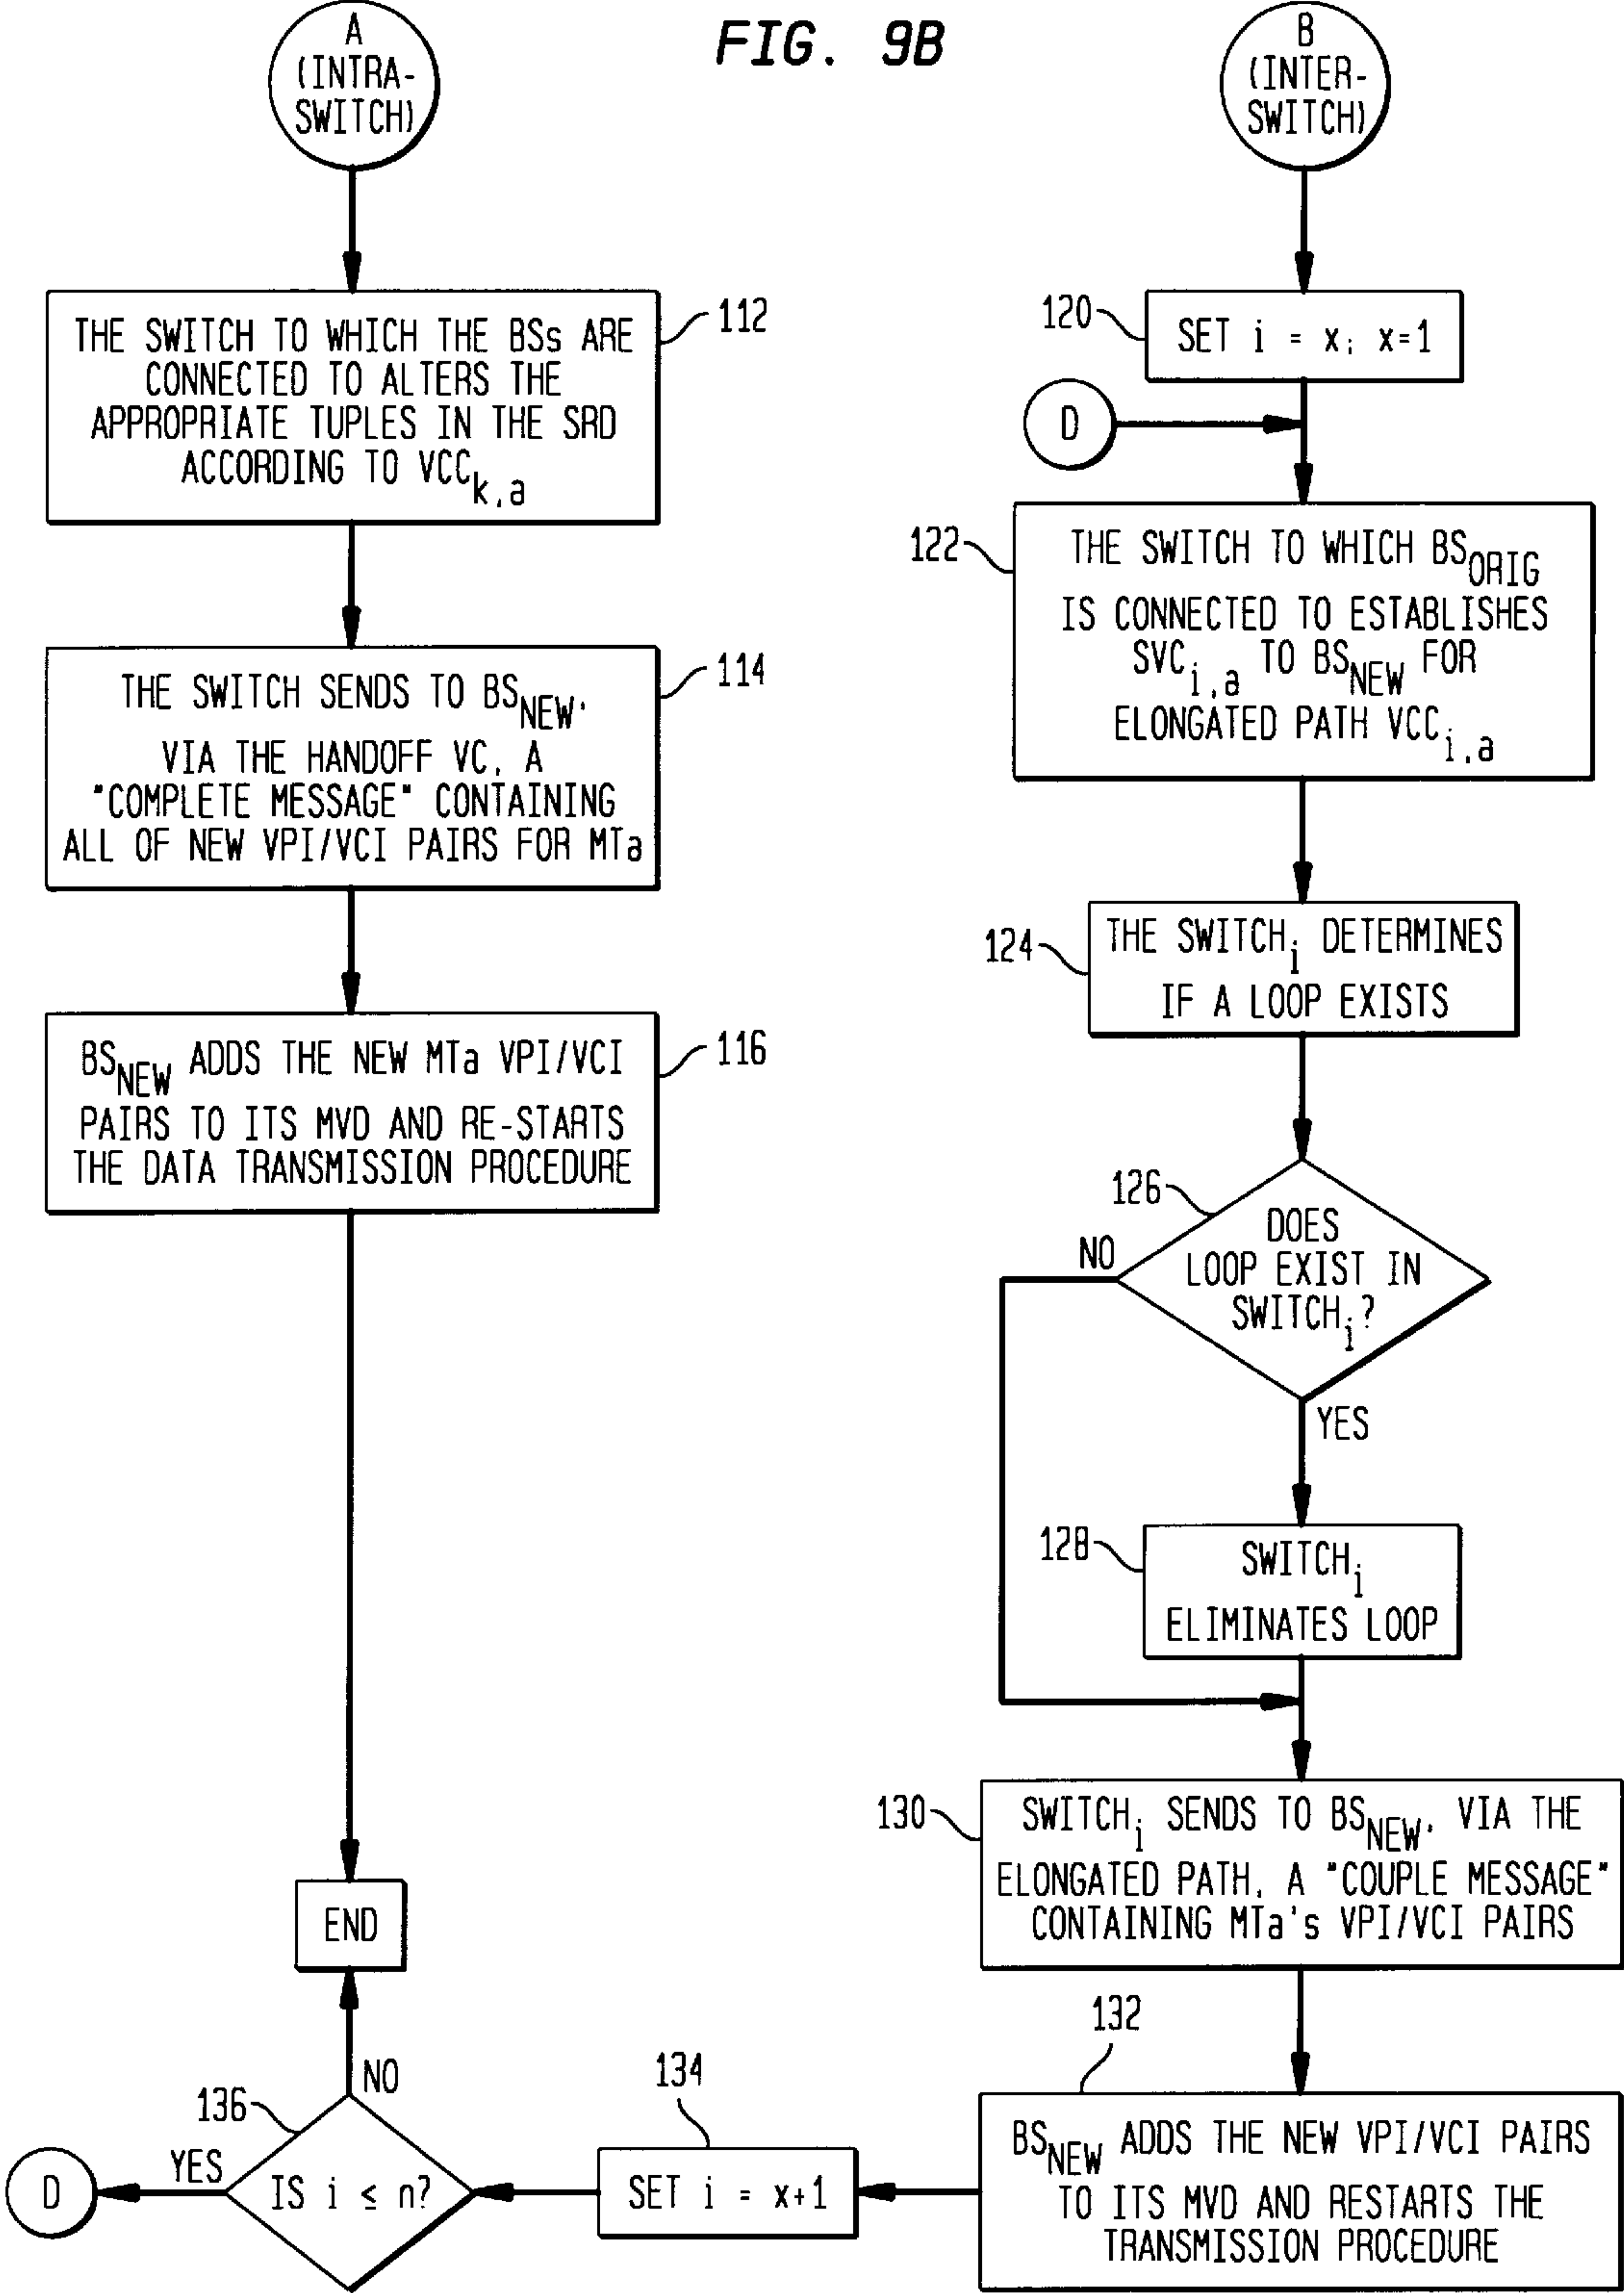 FIG. 9B
A
(INTRA-
SWITCH)
112
THE SWITCH TO WHICH THE BSs ARE
CONNECTED TO ALTERS THE
APPROPRIATE TUPLES IN THE SRD
ACCORDING TO VCCk,a
114
THE SWITCH SENDS TO BSNEW,
VIA THE HANDOFF VC, A
"COMPLETE MESSAGE" CONTAINING
ALL OF NEW VPI/VCI PAIRS FOR MTa
116
BSNEW ADDS THE NEW MTa VPI/VCI
PAIRS TO ITS MVD AND RE-STARTS
THE DATA TRANSMISSION PROCEDURE
END
B
(INTER-
SWITCH)
120
SET i = x; x=1
D
122
THE SWITCH TO WHICH BSORIG
IS CONNECTED TO ESTABLISHES
SVCi,a TO BSNEW FOR
ELONGATED PATH VCCi,a
124
THE SWITCHi DETERMINES
IF A LOOP EXISTS
126
DOES
LOOP EXIST IN
SWITCHi?
NO
YES
128
SWITCHi
ELIMINATES LOOP
130
SWITCHi SENDS TO BSNEW, VIA THE
ELONGATED PATH, A "COUPLE MESSAGE"
CONTAINING MTa's VPI/VCI PAIRS
132
BSNEW ADDS THE NEW VPI/VCI PAIRS
TO ITS MVD AND RESTARTS THE
TRANSMISSION PROCEDURE
134
SET i = x+1
136
IS i ≤ n?
NO
YES
D